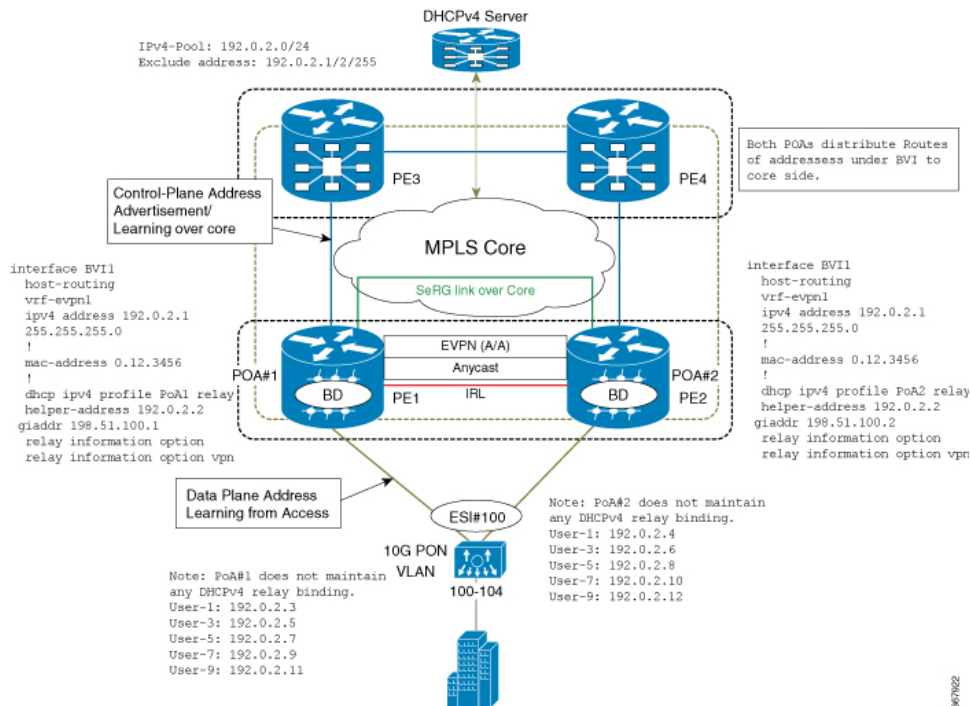 DHCPv4 Server
IPv4-Pool: 192.0.2.0/24
Exclude address: 192.0.2.1/2/255
PE3
PE4
Both POAs distribute Routes
of addressess under BVI to
core side.
Control-Plane Address
Advertisement/
Learning over core
MPLS Core
SeRG link over Core
interface BVI1
host-routing
vrf-evpn1
ipv4 address 192.0.2.1
255.255.255.0
!
mac-address 0.12.3456
!
dhcp ipv4 profile PoA1 relay
helper-address 192.0.2.2
giaddr 198.51.100.1
relay information option
relay information option vpn
interface BVI1
host-routing
vrf-evpn1
ipv4 address 192.0.2.1
255.255.255.0
!
mac-address 0.12.3456
!
dhcp ipv4 profile PoA2 relay
helper-address 192.0.2.2
giaddr 198.51.100.2
relay information option
relay information option vpn
EVPN (A/A)
Anycast
IRL
POA#1
BD
PE1
POA#2
BD
PE2
Data Plane Address
Learning from Access
ESI#100
10G PON
VLAN
100-104
Note: PoA#2 does not maintain
any DHCPv4 relay binding.
User-1: 192.0.2.4
User-3: 192.0.2.6
User-5: 192.0.2.8
User-7: 192.0.2.10
User-9: 192.0.2.12
Note: PoA#1 does not maintain
any DHCPv4 relay binding.
User-1: 192.0.2.3
User-3: 192.0.2.5
User-5: 192.0.2.7
User-7: 192.0.2.9
User-9: 192.0.2.11